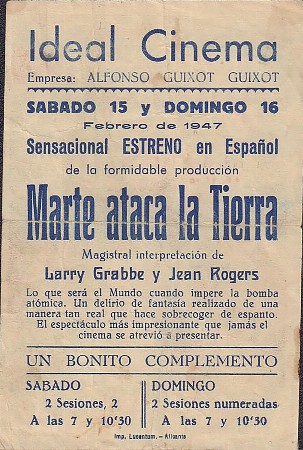 Ideal Cinema
Empresa: ALFONSO GUIXOT GUIXOT
SABADO 15 y DOMINGO 16
Febrero de 1947
Sensacional ESTRENO en Español
de la formidable producción
Marte ataca la Tierra
Magistral interpretación de
Larry Grabbe y Jean Rogers
Lo que será el Mundo cuando impere la bomba
atómica. Un delirio de fantasía realizado de una
manera tan real que hace sobrecoger de espanto.
El espectáculo más impresionante que jamás el
cinema se atrevió a presentar.
UN BONITO COMPLEMENTO
SABADO
2 Sesiones, 2
A las 7 y 10'30
DOMINGO
2 Sesiones numeradas
A las 7 y 10'30
Imp. Lucentum. - Alicante